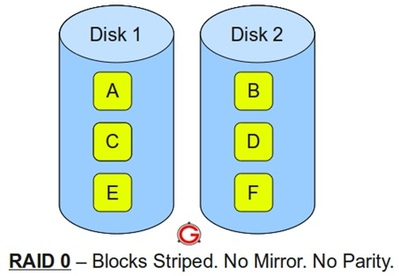 Disk 1 Disk 2
A B
C D
E F
G
RAID 0 – Blocks Striped. No Mirror. No Parity.